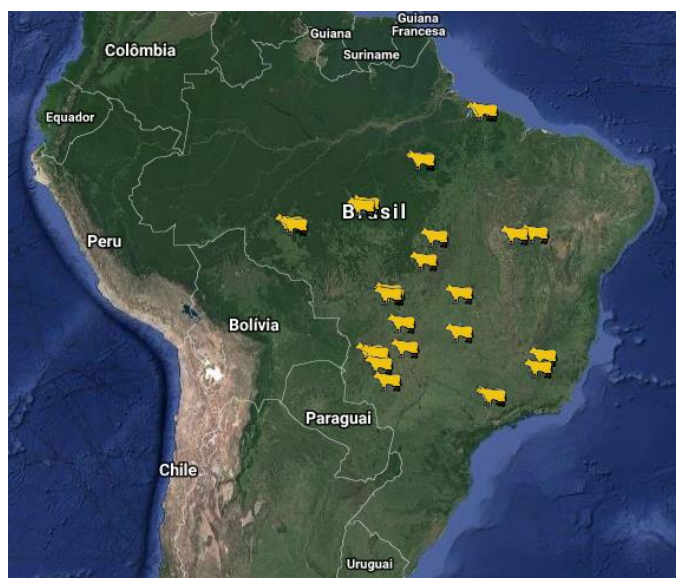 Guiana
Francesa
Guiana
Colômbia
Suriname
Equador
Brasil
Peru
Bolívia
Paraguai
Chile
Uruguai